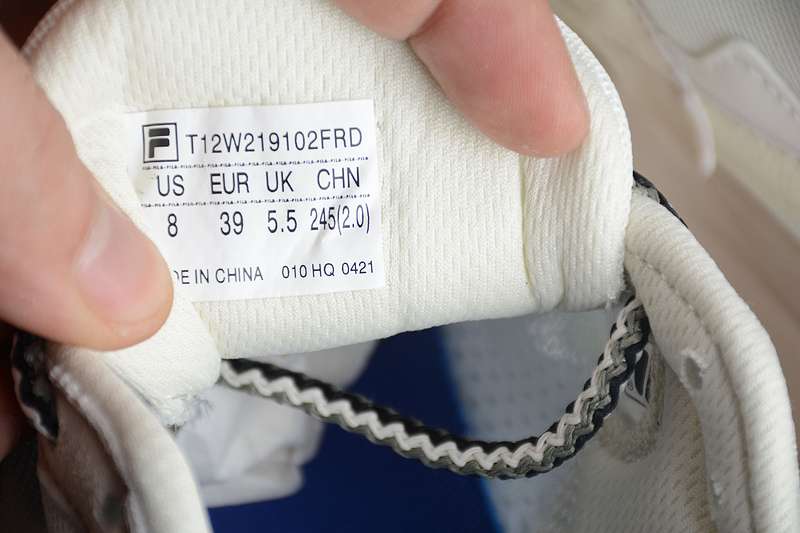 F T12W219102FRD
US EUR UK CHN
8 39 5.5 245(2.0)
DE IN CHINA 010 HQ 0421